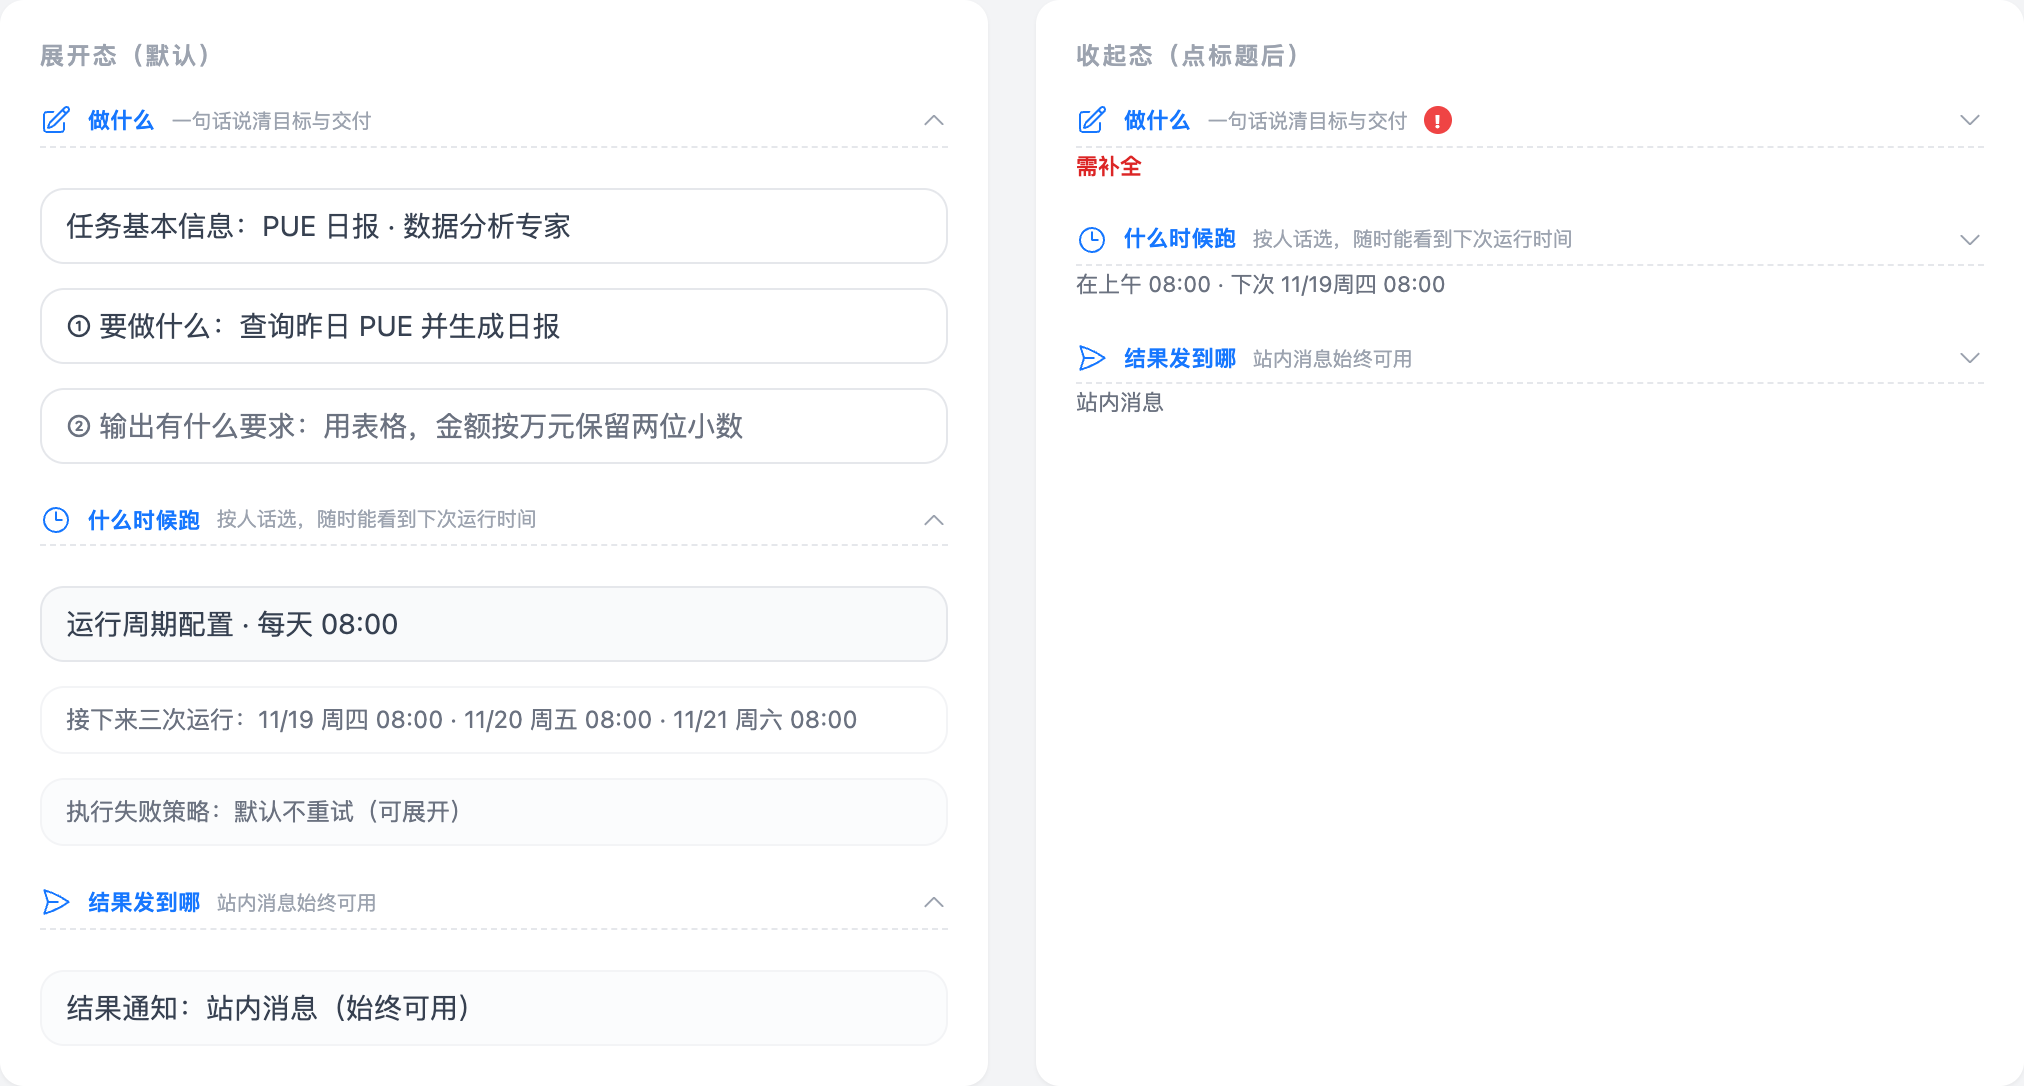 展开态（默认）
做什么 一句话说清目标与交付
任务基本信息：PUE 日报 · 数据分析专家
① 要做什么：查询昨日 PUE 并生成日报
② 输出有什么要求：用表格，金额按万元保留两位小数
什么时候跑 按人话选，随时能看到下次运行时间
运行周期配置 · 每天 08:00
接下来三次运行：11/19 周四 08:00 · 11/20 周五 08:00 · 11/21 周六 08:00
执行失败策略：默认不重试（可展开）
结果发到哪 站内消息始终可用
结果通知：站内消息（始终可用）
收起态（点标题后）
做什么 一句话说清目标与交付 !
需补全
什么时候跑 按人话选，随时能看到下次运行时间
在上午 08:00 · 下次 11/19周四 08:00
结果发到哪 站内消息始终可用
站内消息